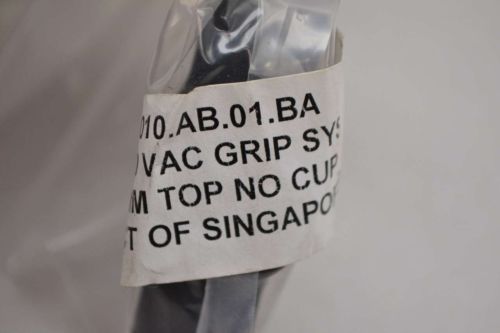 010.AB.01.BA
VAC GRIP SYS
M TOP NO CUP
T OF SINGAPO